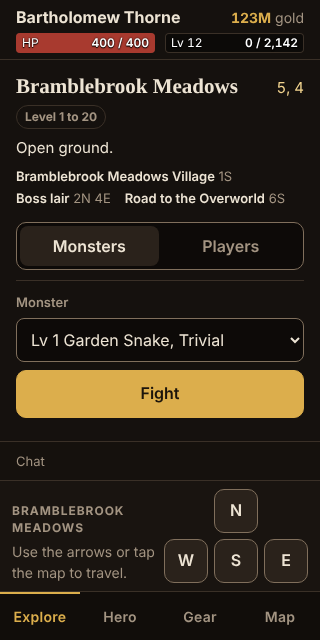 Bartholomew Thorne 123M gold
HP 400 / 400 Lv 12 0 / 2,142
Bramblebrook Meadows 5, 4
Level 1 to 20
Open ground.
Bramblebrook Meadows Village 1S
Boss lair 2N 4E Road to the Overworld 6S
Monsters Players
Monster
Lv 1 Garden Snake, Trivial
Fight
Chat
BRAMBLEBROOK
MEADOWS
Use the arrows or tap
the map to travel.
N
W S E
Explore Hero Gear Map